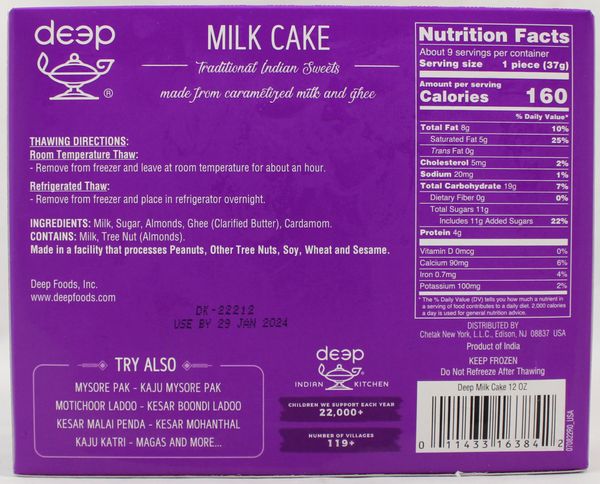 deep
®
MILK CAKE
Traditional Indian Sweets
made from caramelized milk and ghee
THAWING DIRECTIONS:
Room Temperature Thaw:
- Remove from freezer and leave at room temperature for about an hour.
Refrigerated Thaw:
- Remove from freezer and place in refrigerator overnight.
INGREDIENTS: Milk, Sugar, Almonds, Ghee (Clarified Butter), Cardamom.
CONTAINS: Milk, Tree Nut (Almonds).
Made in a facility that processes Peanuts, Other Tree Nuts, Soy, Wheat and Sesame.
Deep Foods, Inc.
www.deepfoods.com
DK-22212
USE BY 29 JAN 2024
TRY ALSO
MYSORE PAK - KAJU MYSORE PAK
MOTICHOOR LADOO - KESAR BOONDI LADOO
KESAR MALAI PENDA - KESAR MOHANTHAL
KAJU KATRI - MAGAS AND MORE...
deep
®
INDIAN KITCHEN
CHILDREN WE SUPPORT EACH YEAR
22,000+
NUMBER OF VILLAGES
119+
Nutrition Facts
About 9 servings per container
Serving size 1 piece (37g)
Amount per serving
Calories 160
% Daily Value*
Total Fat 8g 10%
Saturated Fat 5g 25%
Trans Fat 0g
Cholesterol 5mg 2%
Sodium 20mg 1%
Total Carbohydrate 19g 7%
Dietary Fiber 0g 0%
Total Sugars 11g
Includes 11g Added Sugars 22%
Protein 4g
Vitamin D 0mcg 0%
Calcium 90mg 6%
Iron 0.7mg 4%
Potassium 100mg 2%
* The % Daily Value (DV) tells you how much a nutrient in
a serving of food contributes to a daily diet. 2,000 calories
a day is used for general nutrition advice.
DISTRIBUTED BY
Chetak New York, L.L.C., Edison, NJ 08837 USA
Product of India
KEEP FROZEN
Do Not Refreeze After Thawing
Deep Milk Cake 12 OZ
0 11433 16384 2
07082290_USA